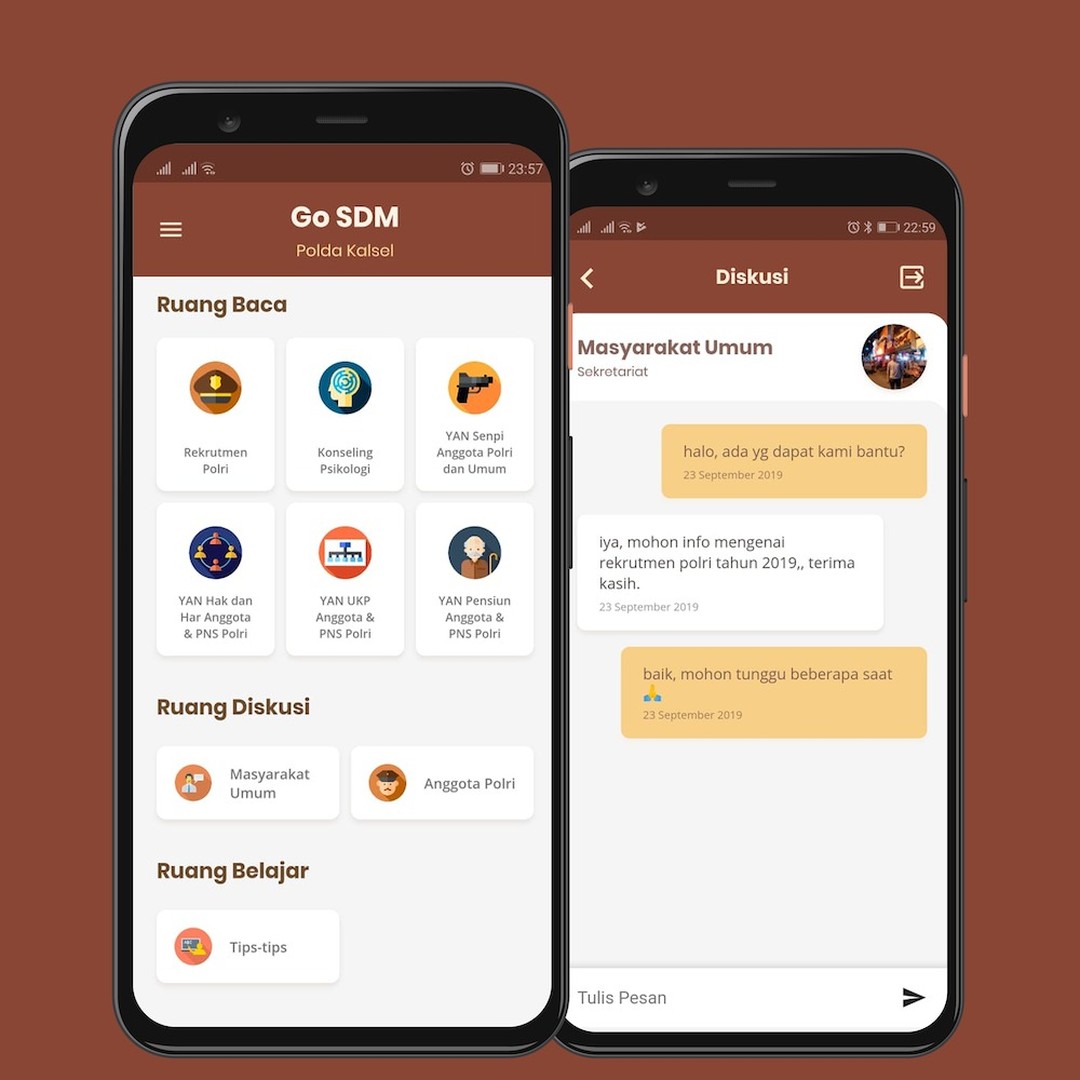 23:57
Go SDM
Polda Kalsel
Ruang Baca
Rekrutmen
Polri
Konseling
Psikologi
YAN Senpi
Anggota Polri
dan Umum
YAN Hak dan
Har Anggota
& PNS Polri
YAN UKP
Anggota &
PNS Polri
YAN Pensiun
Anggota &
PNS Polri
Ruang Diskusi
Masyarakat
Umum
Anggota Polri
Ruang Belajar
Tips-tips
22:59
Diskusi
Masyarakat Umum
Sekretariat
halo, ada yg dapat kami bantu?
23 September 2019
iya, mohon info mengenai
rekrutmen polri tahun 2019,, terima
kasih.
23 September 2019
baik, mohon tunggu beberapa saat
🙏
23 September 2019
Tulis Pesan